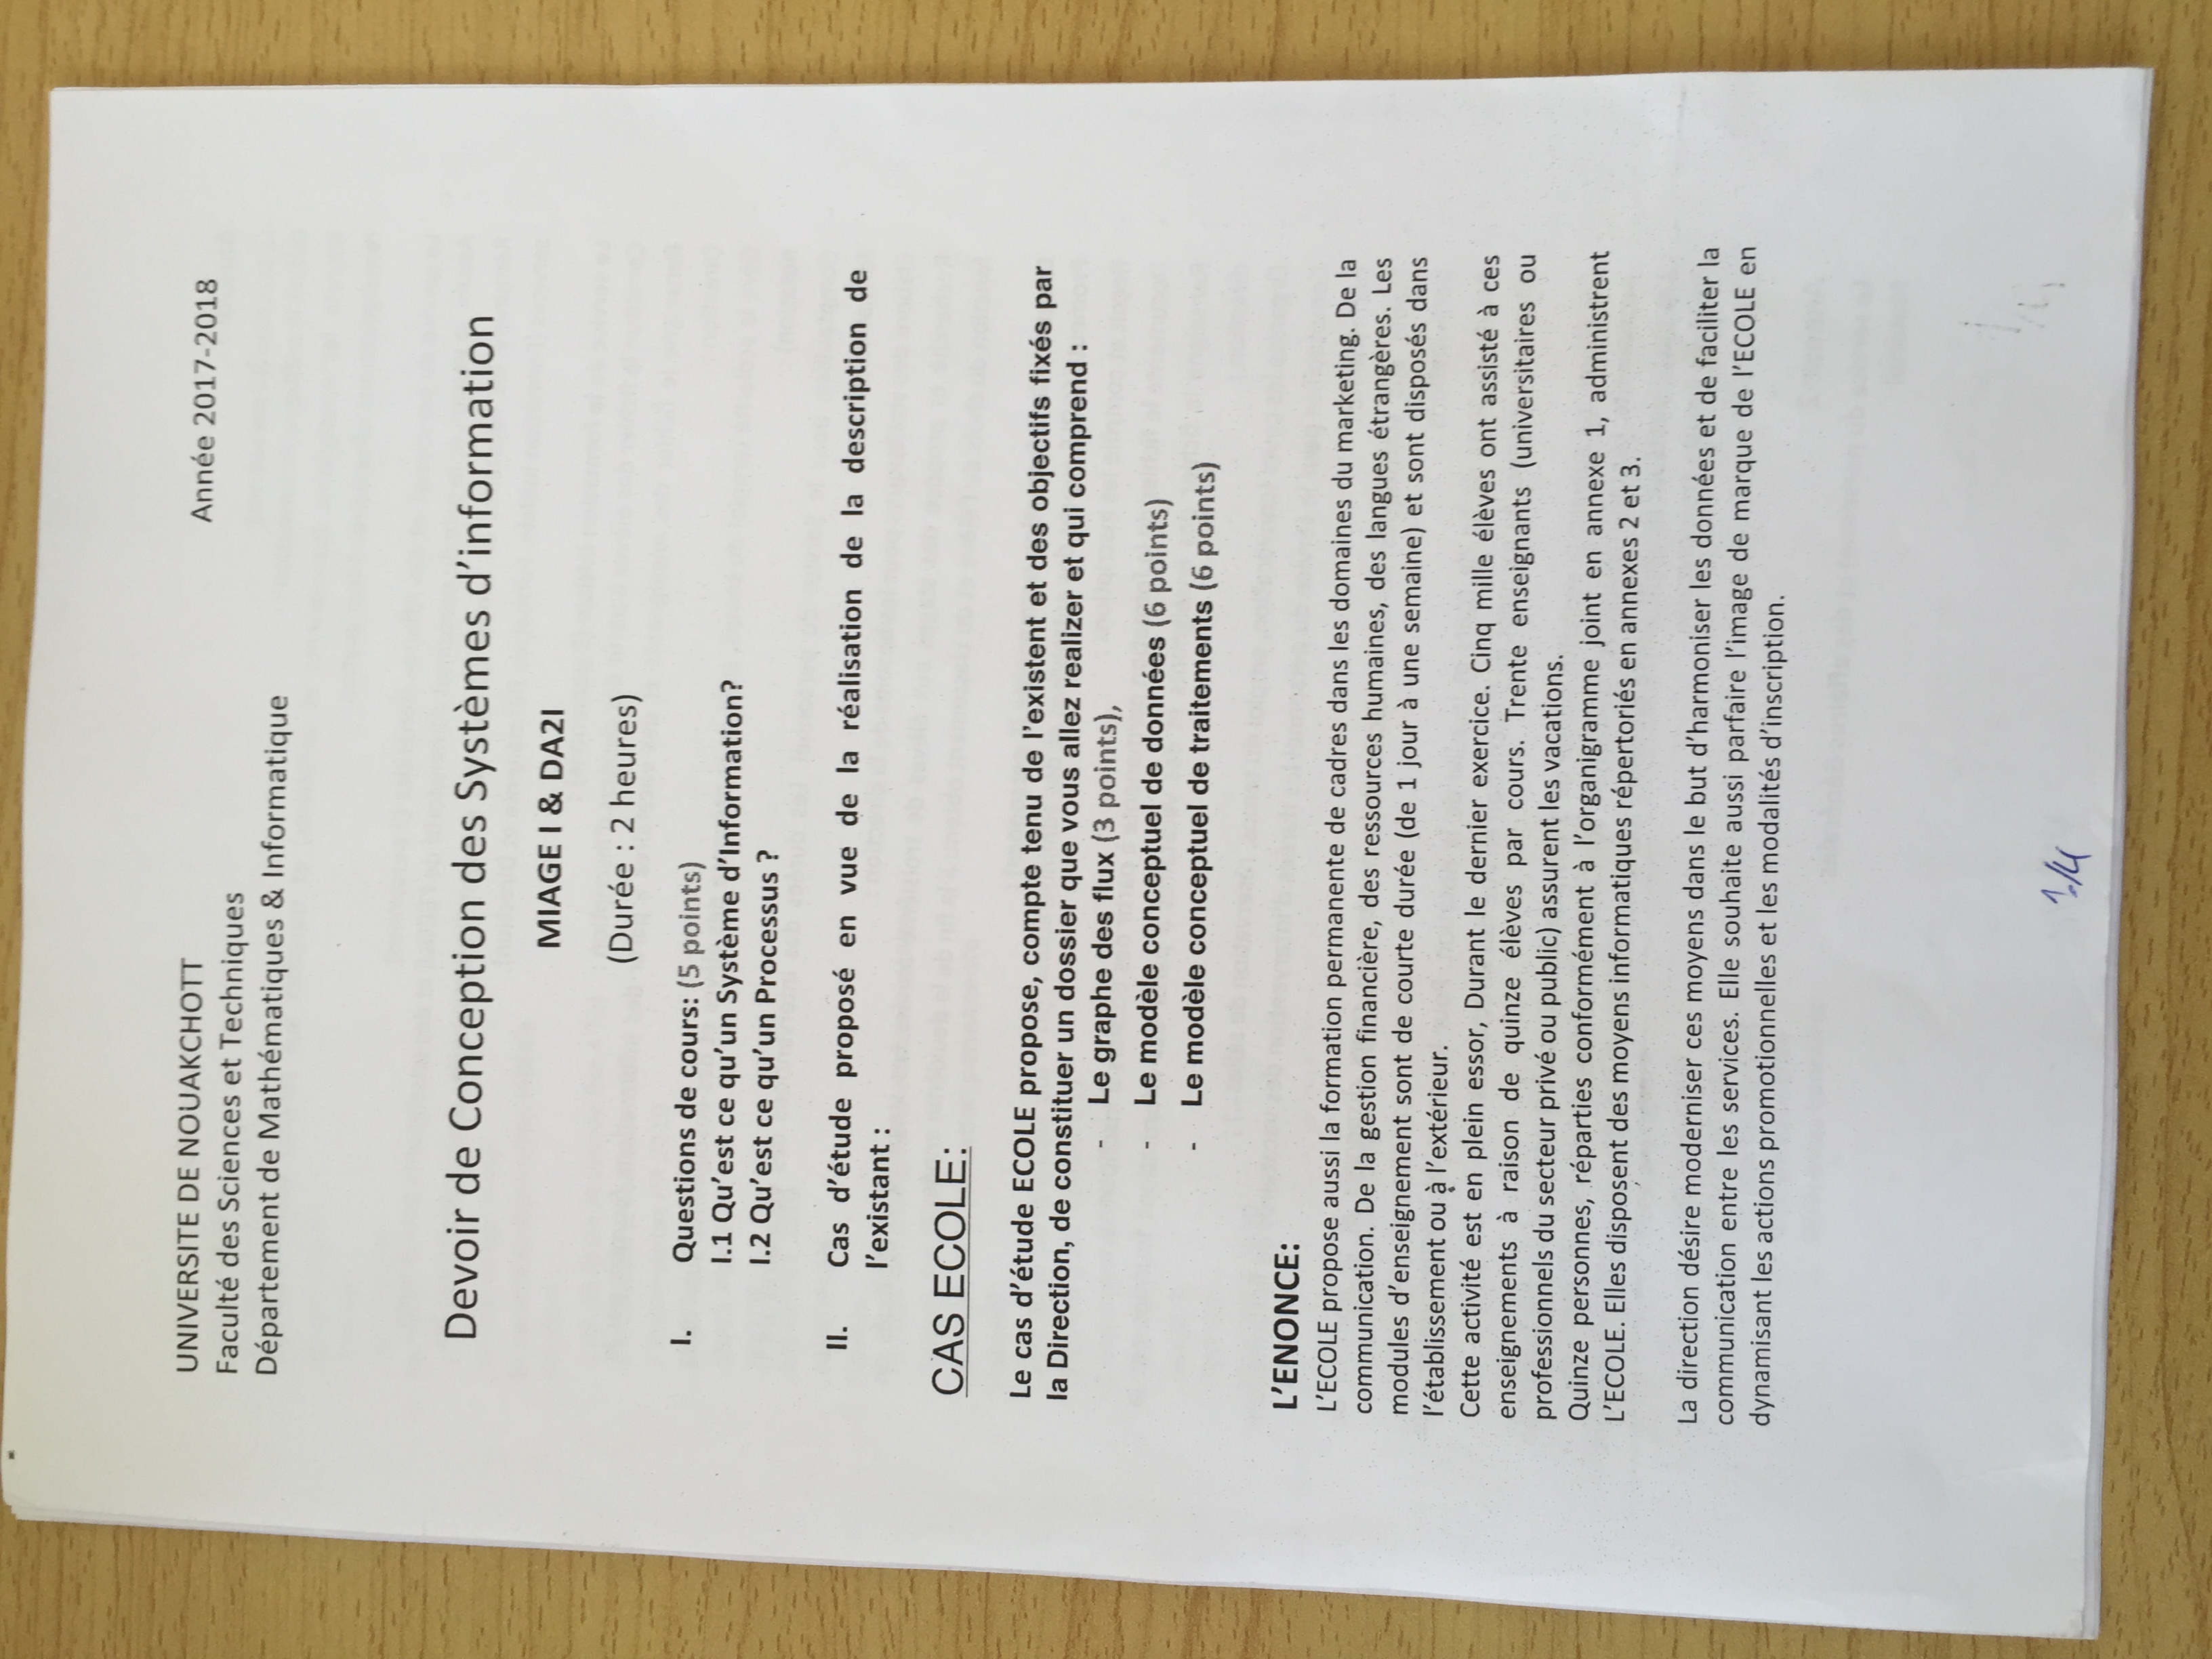 UNIVERSITE DE NOUAKCHOTT
Année 2017-2018
Faculté des Sciences et Techniques
Département de Mathématiques & Informatique
Devoir de Conception des Systèmes d'information
MIAGE I & DA2I
(Durée : 2 heures)
I. Questions de cours: (5 points)
I.1 Qu'est ce qu'un Système d'Information?
I.2 Qu'est ce qu'un Processus ?
II. Cas d'étude proposé en vue de la réalisation de la description de
l'existant :
CAS ECOLE:
Le cas d'étude ECOLE propose, compte tenu de l'existent et des objectifs fixés par
la Direction, de constituer un dossier que vous allez realizer et qui comprend :
- Le graphe des flux (3 points),
- Le modèle conceptuel de données (6 points)
- Le modèle conceptuel de traitements (6 points)
L'ENONCE:
L'ECOLE propose aussi la formation permanente de cadres dans les domaines du marketing. De la
communication. De la gestion financière, des ressources humaines, des langues étrangères. Les
modules d'enseignement sont de courte durée (de 1 jour à une semaine) et sont disposés dans
l'établissement ou à l'extérieur.
Cette activité est en plein essor, Durant le dernier exercice. Cinq mille élèves ont assisté à ces
enseignements à raison de quinze élèves par cours. Trente enseignants (universitaires ou
professionnels du secteur privé ou public) assurent les vacations.
Quinze personnes, réparties conformément à l'organigramme joint en annexe 1, administrent
L'ECOLE. Elles disposent des moyens informatiques répertoriés en annexes 2 et 3.
La direction désire moderniser ces moyens dans le but d'harmoniser les données et de faciliter la
communication entre les services. Elle souhaite aussi parfaire l'image de marque de l'ECOLE en
dynamisant les actions promotionnelles et les modalités d'inscription.
1/4